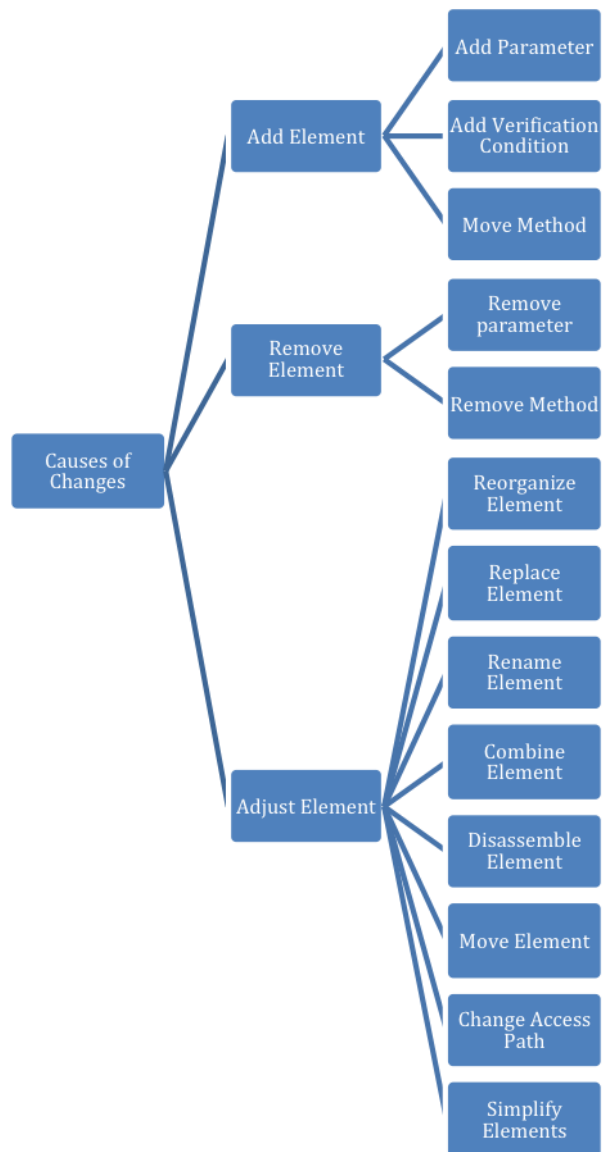 Add Parameter
Add Element
Add Verification
Condition
Move Method
Remove
parameter
Remove
Element
Remove Method
Causes of
Changes
Reorganize
Element
Replace
Element
Rename
Element
Combine
Element
Adjust Element
Disassemble
Element
Move Element
Change Access
Path
Simplify
Elements